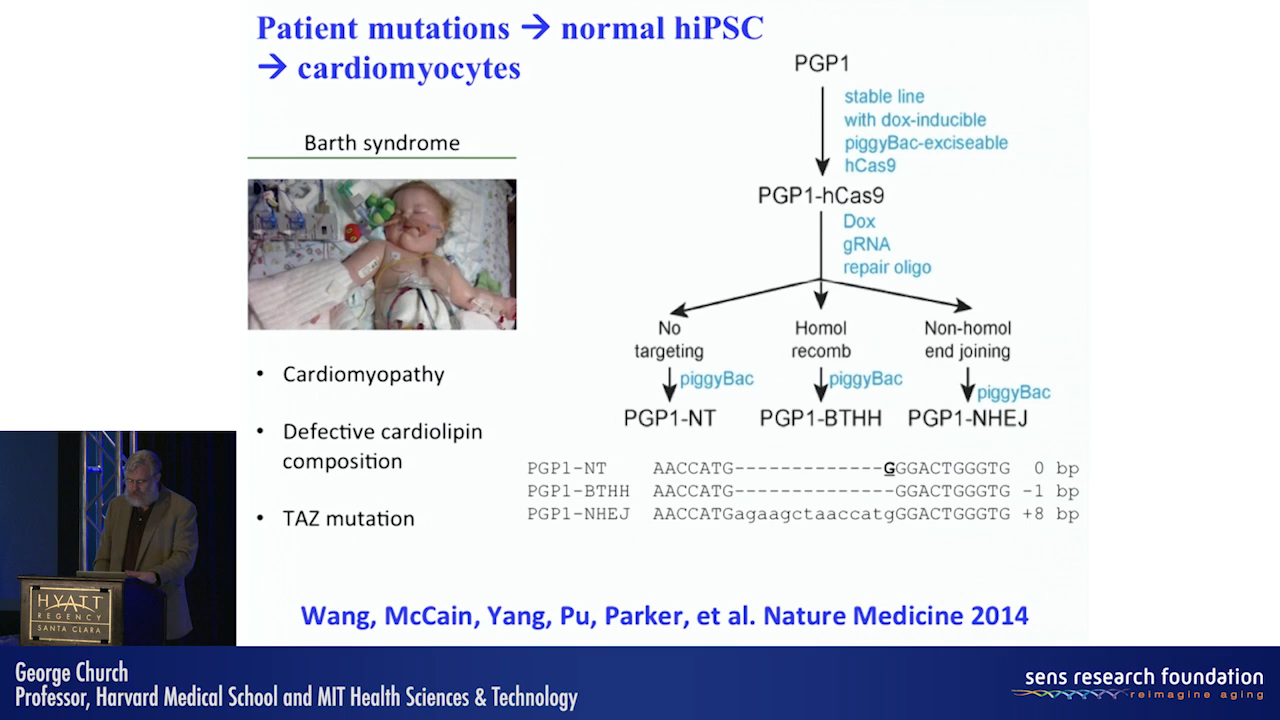 Patient mutations → normal hiPSC
→ cardiomyocytes
Barth syndrome
• Cardiomyopathy
• Defective cardiolipin
composition
• TAZ mutation
PGP1
stable line
with dox-inducible
piggyBac-exciseable
hCas9
PGP1-hCas9
Dox
gRNA
repair oligo
No
targeting
Homol
recomb
Non-homol
end joining
piggyBac
piggyBac
piggyBac
PGP1-NT
PGP1-BTHH
PGP1-NHEJ
PGP1-NT AACCATG-------------GGGACTGGGTG 0 bp
PGP1-BTHH AACCATG--------------GGACTGGGTG -1 bp
PGP1-NHEJ AACCATGagaagctaaccatgGGACTGGGTG +8 bp
Wang, McCain, Yang, Pu, Parker, et al. Nature Medicine 2014
HYATT
REGENCY
SANTA CLARA
George Church
Professor, Harvard Medical School and MIT Health Sciences & Technology
sens research foundation
reimagine aging